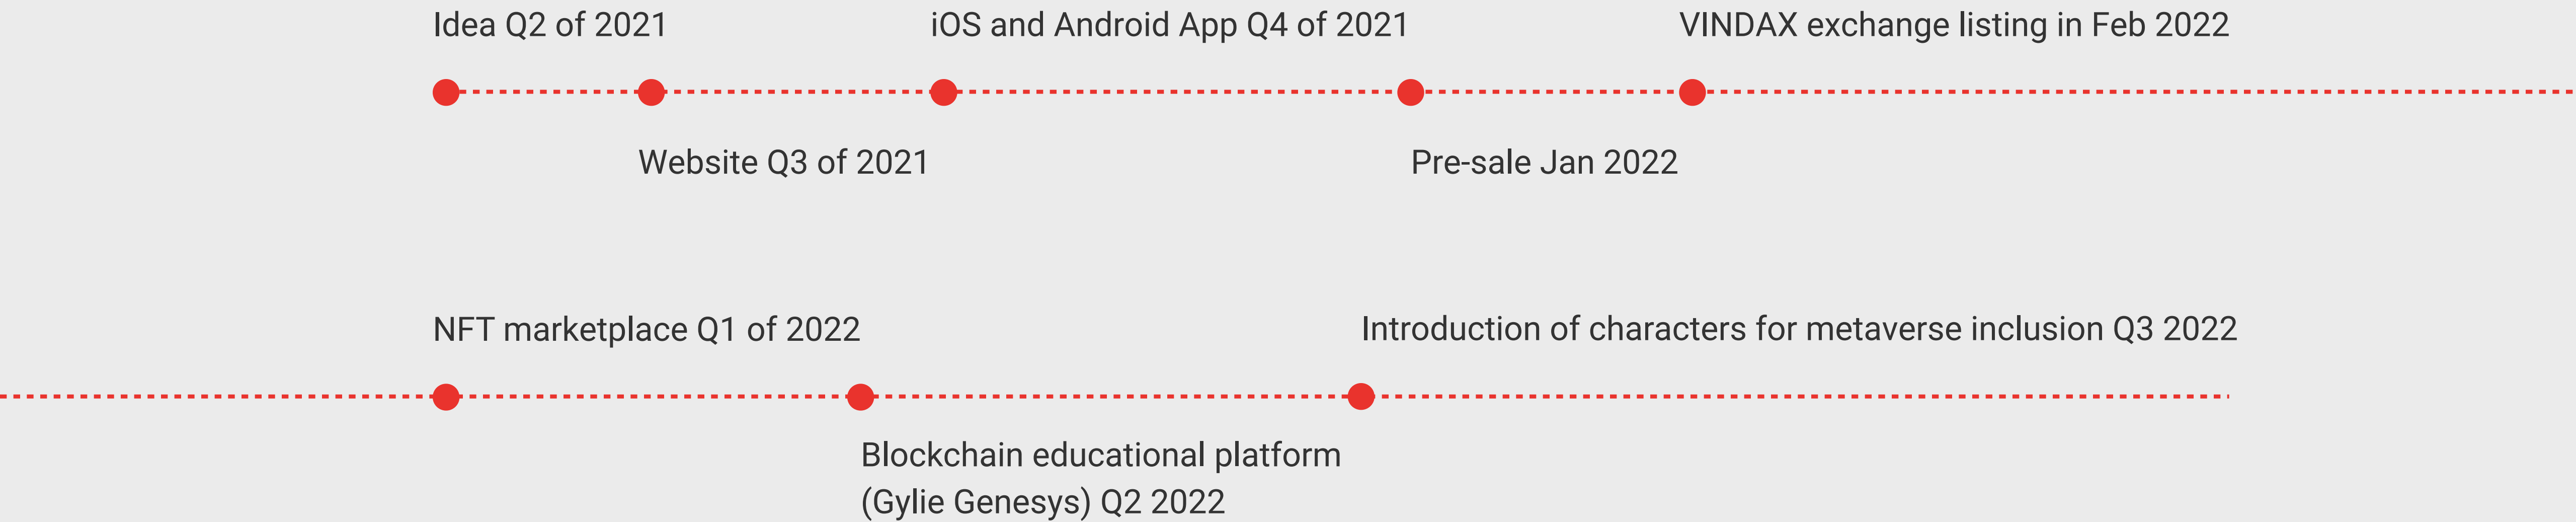 Idea Q2 of 2021
iOS and Android App Q4 of 2021
VINDAX exchange listing in Feb 2022
Website Q3 of 2021
Pre-sale Jan 2022
NFT marketplace Q1 of 2022
Introduction of characters for metaverse inclusion Q3 2022
Blockchain educational platform
(Gylie Genesys) Q2 2022